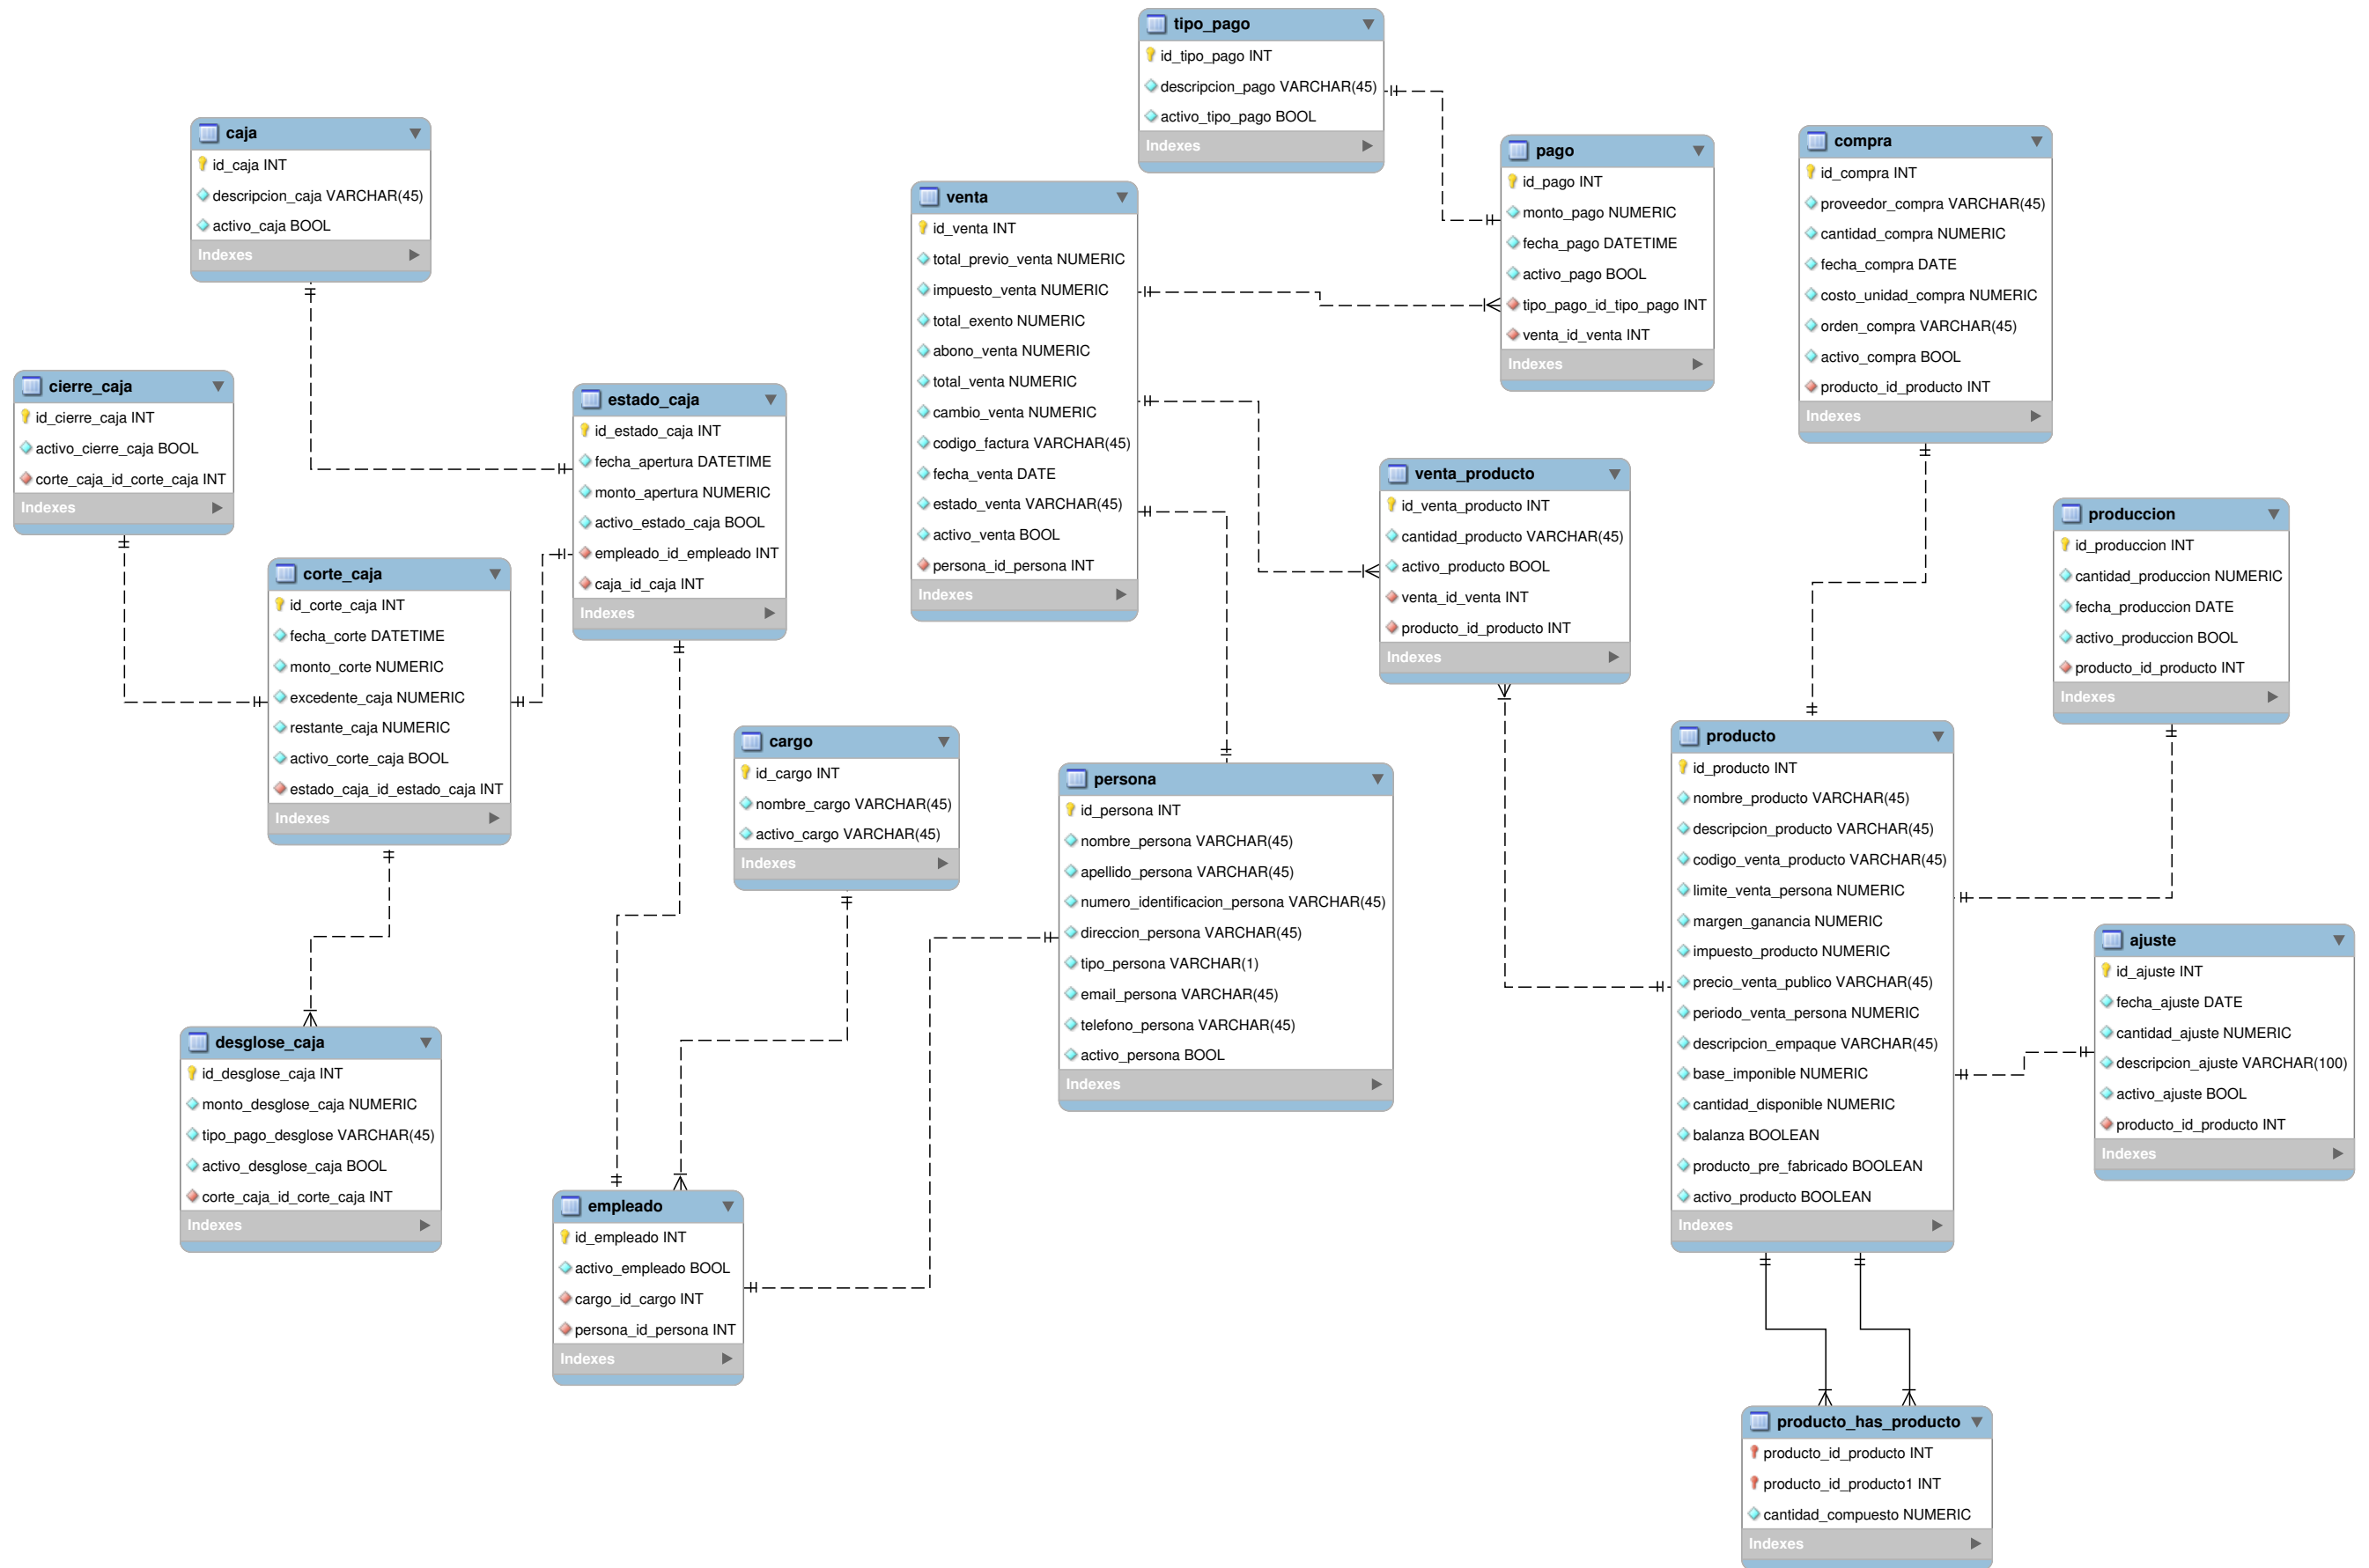 tipo_pago
id_tipo_pago INT
descripcion_pago VARCHAR(45)
activo_tipo_pago BOOL
Indexes
caja
id_caja INT
descripcion_caja VARCHAR(45)
activo_caja BOOL
Indexes
pago
id_pago INT
monto_pago NUMERIC
fecha_pago DATETIME
activo_pago BOOL
tipo_pago_id_tipo_pago INT
venta_id_venta INT
Indexes
compra
id_compra INT
proveedor_compra VARCHAR(45)
cantidad_compra NUMERIC
fecha_compra DATE
costo_unidad_compra NUMERIC
orden_compra VARCHAR(45)
activo_compra BOOL
producto_id_producto INT
Indexes
venta
id_venta INT
total_previo_venta NUMERIC
impuesto_venta NUMERIC
total_exento NUMERIC
abono_venta NUMERIC
total_venta NUMERIC
cambio_venta NUMERIC
codigo_factura VARCHAR(45)
fecha_venta DATE
estado_venta VARCHAR(45)
activo_venta BOOL
persona_id_persona INT
Indexes
cierre_caja
id_cierre_caja INT
activo_cierre_caja BOOL
corte_caja_id_corte_caja INT
Indexes
estado_caja
id_estado_caja INT
fecha_apertura DATETIME
monto_apertura NUMERIC
activo_estado_caja BOOL
empleado_id_empleado INT
caja_id_caja INT
Indexes
venta_producto
id_venta_producto INT
cantidad_producto VARCHAR(45)
activo_producto BOOL
venta_id_venta INT
producto_id_producto INT
Indexes
produccion
id_produccion INT
cantidad_produccion NUMERIC
fecha_produccion DATE
activo_produccion BOOL
producto_id_producto INT
Indexes
corte_caja
id_corte_caja INT
fecha_corte DATETIME
monto_corte NUMERIC
excedente_caja NUMERIC
restante_caja NUMERIC
activo_corte_caja BOOL
estado_caja_id_estado_caja INT
Indexes
cargo
id_cargo INT
nombre_cargo VARCHAR(45)
activo_cargo VARCHAR(45)
Indexes
persona
id_persona INT
nombre_persona VARCHAR(45)
apellido_persona VARCHAR(45)
numero_identificacion_persona VARCHAR(45)
direccion_persona VARCHAR(45)
tipo_persona VARCHAR(1)
email_persona VARCHAR(45)
telefono_persona VARCHAR(45)
activo_persona BOOL
Indexes
producto
id_producto INT
nombre_producto VARCHAR(45)
descripcion_producto VARCHAR(45)
codigo_venta_producto VARCHAR(45)
limite_venta_persona NUMERIC
margen_ganancia NUMERIC
impuesto_producto NUMERIC
precio_venta_publico VARCHAR(45)
periodo_venta_persona NUMERIC
descripcion_empaque VARCHAR(45)
base_imponible NUMERIC
cantidad_disponible NUMERIC
balanza BOOLEAN
producto_pre_fabricado BOOLEAN
activo_producto BOOLEAN
Indexes
ajuste
id_ajuste INT
fecha_ajuste DATE
cantidad_ajuste NUMERIC
descripcion_ajuste VARCHAR(100)
activo_ajuste BOOL
producto_id_producto INT
Indexes
desglose_caja
id_desglose_caja INT
monto_desglose_caja NUMERIC
tipo_pago_desglose VARCHAR(45)
activo_desglose_caja BOOL
corte_caja_id_corte_caja INT
Indexes
empleado
id_empleado INT
activo_empleado BOOL
cargo_id_cargo INT
persona_id_persona INT
Indexes
producto_has_producto
producto_id_producto INT
producto_id_producto1 INT
cantidad_compuesto NUMERIC
Indexes